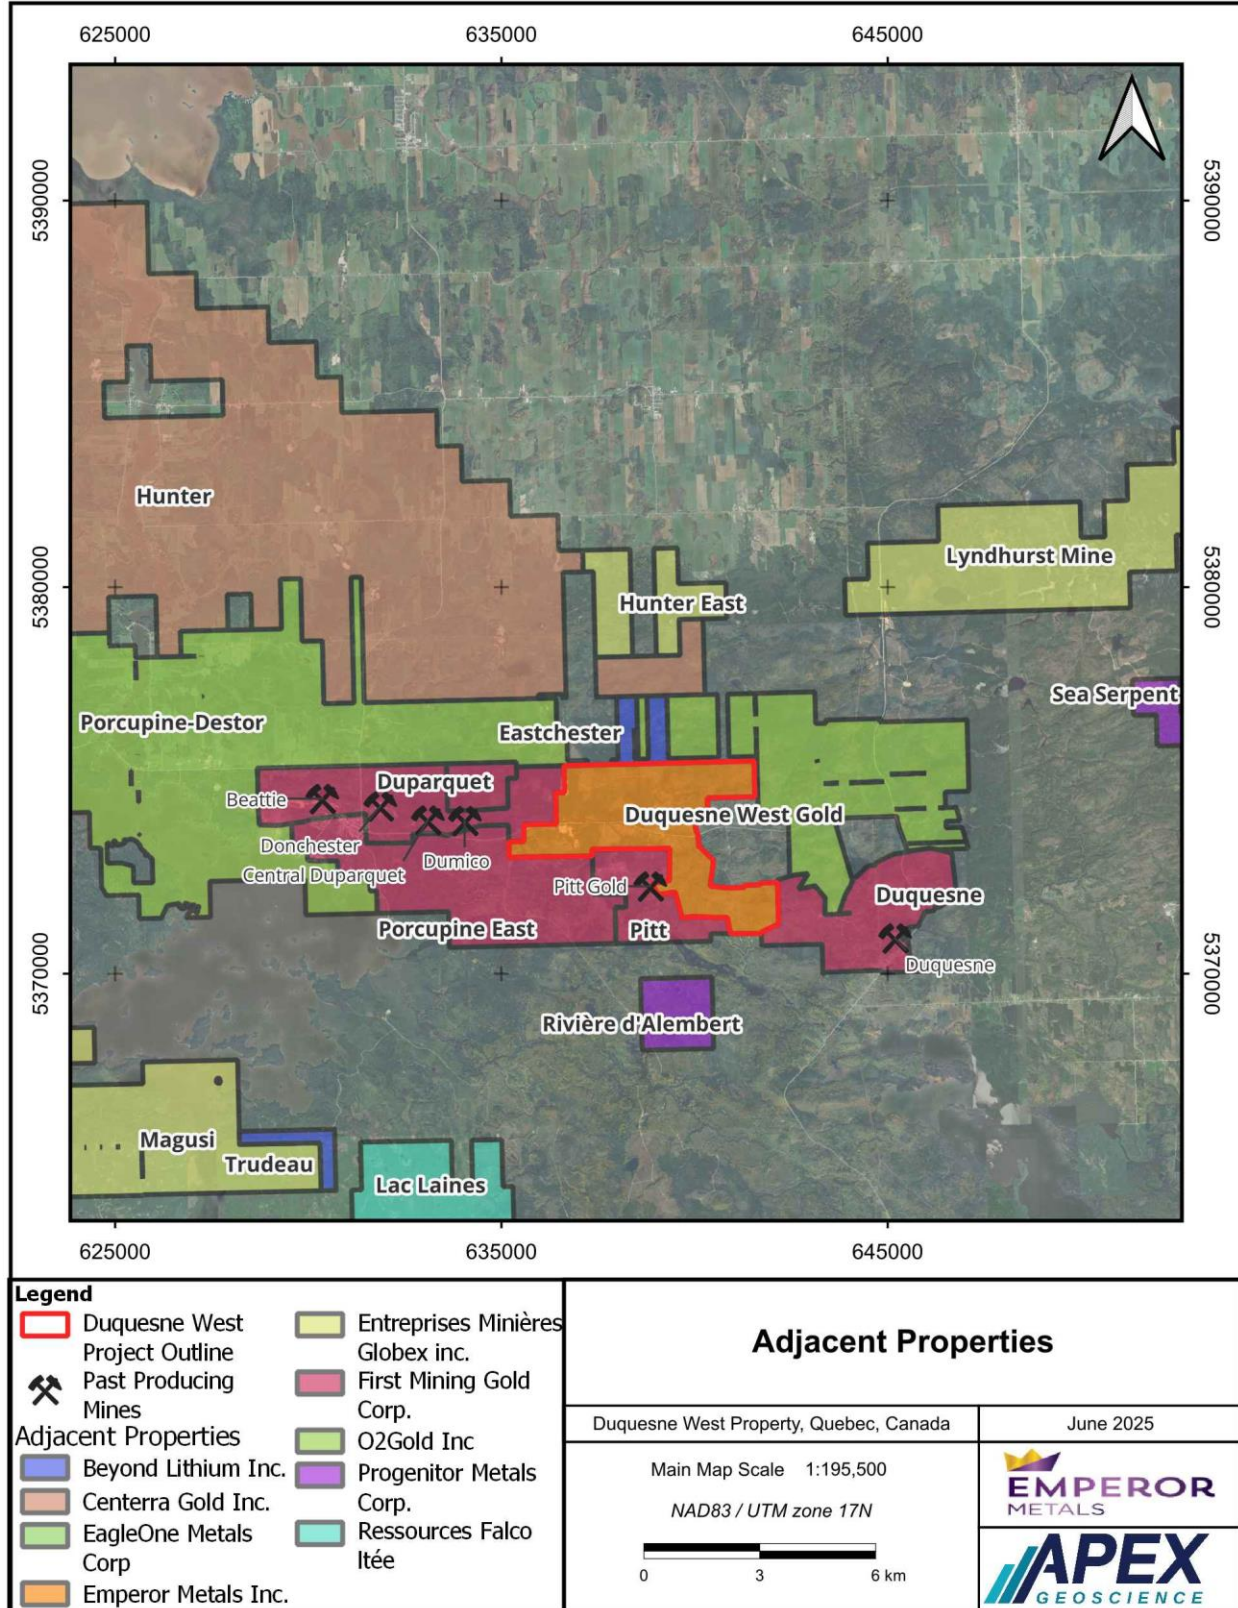 625000 635000 645000
5390000 5390000
Hunter
Lyndhurst Mine
5380000 5380000
Hunter East
Sea Serpent
Porcupine-Destor
Eastchester
Duparquet
Beattie
Duquesne West Gold
Donchester
Dumico
Central Duparquet
Pitt Gold
Duquesne
Porcupine East
Pitt
Duquesne
5370000 5370000
Rivière d'Alembert
Magusi
Trudeau
Lac Laines
625000 635000 645000
Legend
Duquesne West
Project Outline
Past Producing
Mines
Adjacent Properties
Beyond Lithium Inc.
Centerra Gold Inc.
EagleOne Metals
Corp
Emperor Metals Inc.
Entreprises Minières
Globex inc.
First Mining Gold
Corp.
O2Gold Inc
Progenitor Metals
Corp.
Ressources Falco
ltée
Adjacent Properties
Duquesne West Property, Quebec, Canada
June 2025
Main Map Scale 1:195,500
NAD83 / UTM zone 17N
0 3 6 km
EMPEROR
METALS
APEX
GEOSCIENCE